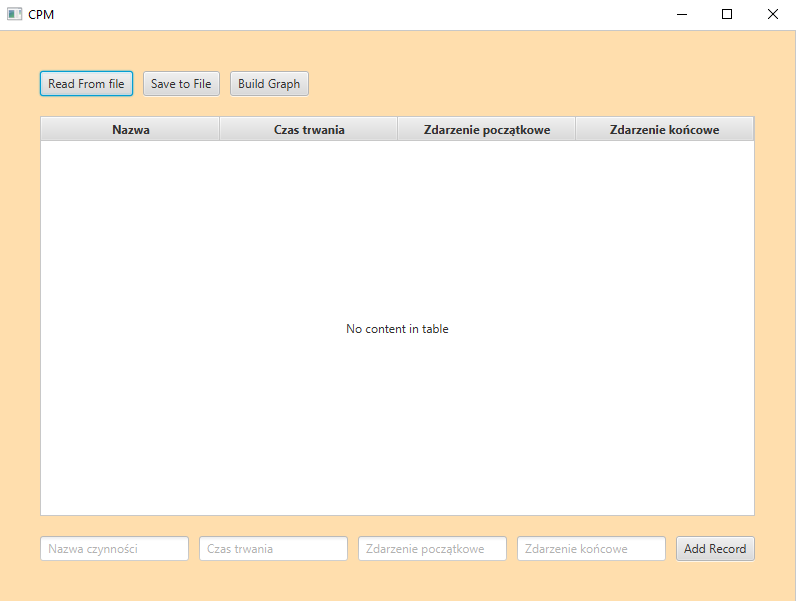 CPM
Read From file Save to File Build Graph
Nazwa Czas trwania Zdarzenie początkowe Zdarzenie końcowe
No content in table
Nazwa czynności Czas trwania Zdarzenie początkowe Zdarzenie końcowe Add Record